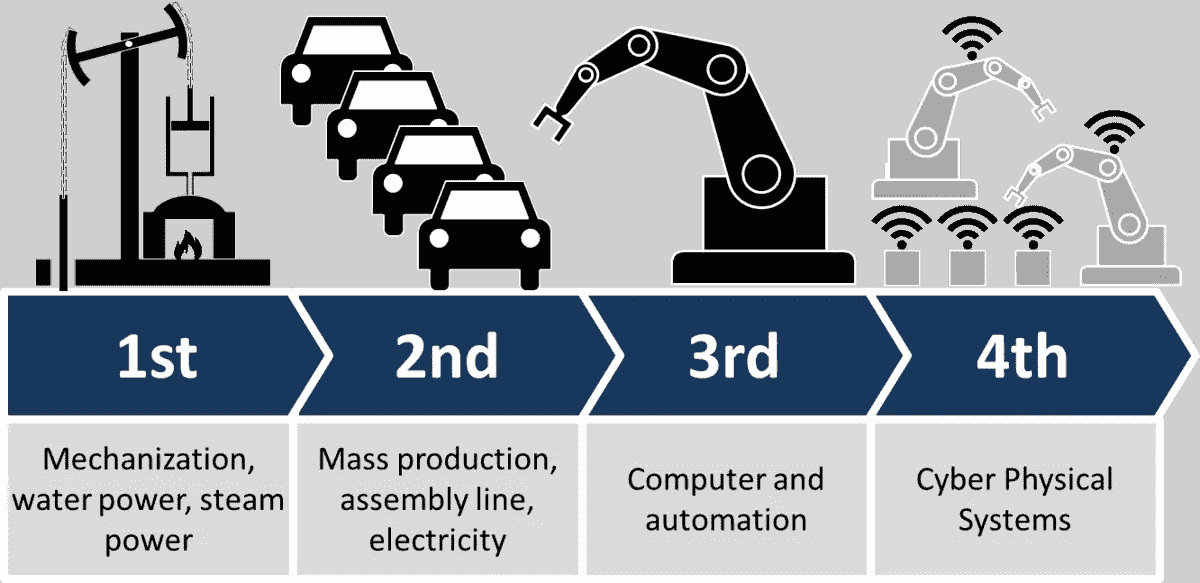 1st
2nd
3rd
4th
Mechanization,
water power, steam
power
Mass production,
assembly line,
electricity
Computer and
automation
Cyber Physical
Systems